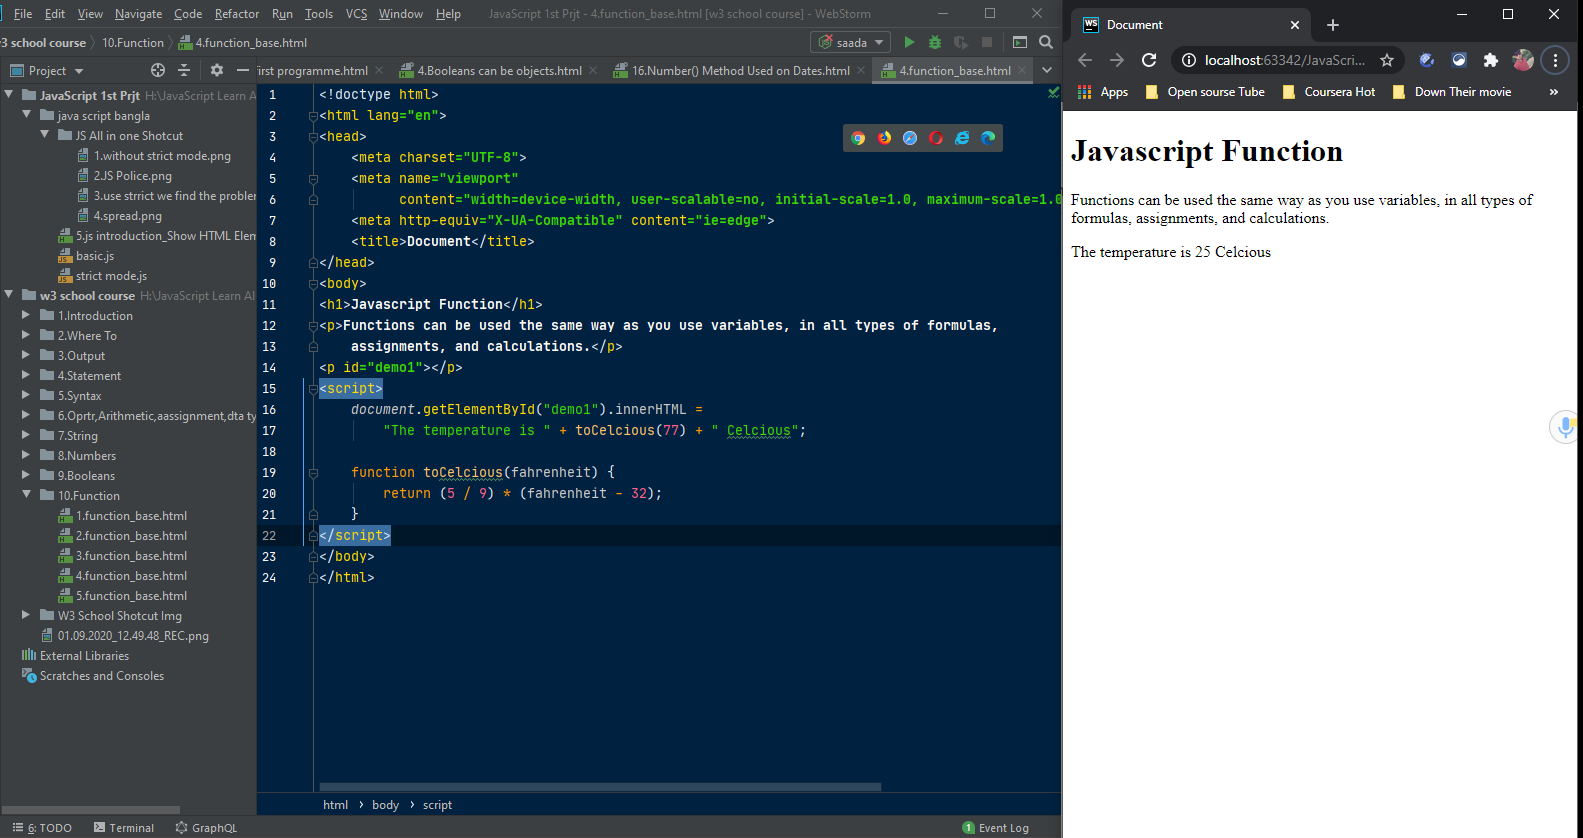 File Edit View Navigate Code Refactor Run Tools VCS Window Help JavaScript 1st Prjt - 4.function_base.html [w3 school course] - WebStorm
3 school course 10.Function 4.function_base.html saada
Project irst programme.html 4.Booleans can be objects.html 16.Number() Method Used on Dates.html 4.function_base.html
JavaScript 1st Prjt H:\JavaScript Learn A
java script bangla
JS All in one Shotcut
1.without strict mode.png
2.JS Police.png
3.use strrict we find the probler
4.spread.png
5.js introduction_Show HTML Elem
basic.js
strict mode.js
w3 school course H:\JavaScript Learn Al
1.Introduction
2.Where To
3.Output
4.Statement
5.Syntax
6.Oprtr,Arithmetic,aassignment,dta ty
7.String
8.Numbers
9.Booleans
10.Function
1.function_base.html
2.function_base.html
3.function_base.html
4.function_base.html
5.function_base.html
W3 School Shotcut Img
01.09.2020_12.49.48_REC.png
External Libraries
Scratches and Consoles
1 <!doctype html>
2 <html lang="en">
3 <head>
4 <meta charset="UTF-8">
5 <meta name="viewport"
6 content="width=device-width, user-scalable=no, initial-scale=1.0, maximum-scale=1.0
7 <meta http-equiv="X-UA-Compatible" content="ie=edge">
8 <title>Document</title>
9 </head>
10 <body>
11 <h1>Javascript Function</h1>
12 <p>Functions can be used the same way as you use variables, in all types of formulas,
13 assignments, and calculations.</p>
14 <p id="demo1"></p>
15 <script>
16 document.getElementById("demo1").innerHTML =
17 "The temperature is " + toCelcious(77) + " Celcious";
18
19 function toCelcious(fahrenheit) {
20 return (5 / 9) * (fahrenheit - 32);
21 }
22 </script>
23 </body>
24 </html>
html body script
6: TODO Terminal GraphQL 1 Event Log
WS Document
localhost:63342/JavaScri...
Apps Open sourse Tube Coursera Hot Down Their movie »
Javascript Function
Functions can be used the same way as you use variables, in all types of
formulas, assignments, and calculations.
The temperature is 25 Celcious